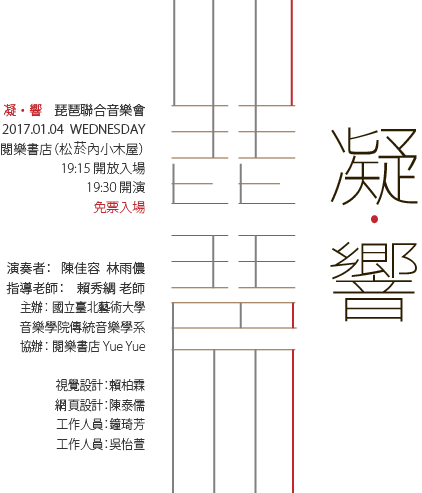 凝・響 琵琶聯合音樂會
2017.01.04 WEDNESDAY
閱樂書店（松菸內小木屋）
19:15 開放入場
19:30 開演
免票入場
演奏者： 陳佳容 林雨儂
指導老師： 賴秀綢 老師
主辦：國立臺北藝術大學
音樂學院傳統音樂學系
協辦：閱樂書店 Yue Yue
視覺設計：賴柏霖
網頁設計：陳泰儒
工作人員：鐘琦芳
工作人員：吳怡萱
凝・響